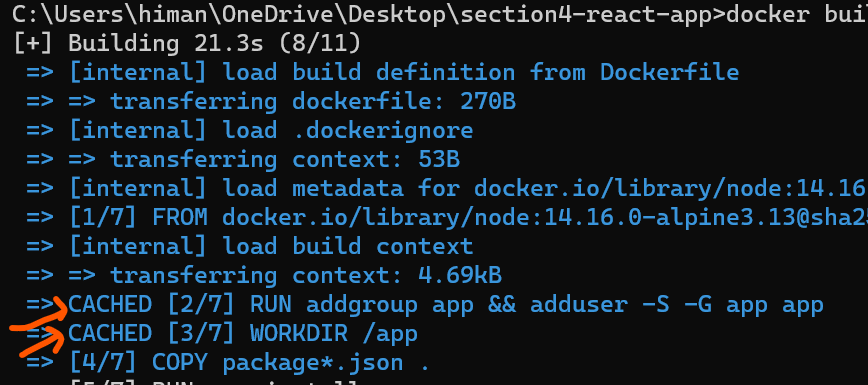 C:\Users\himan\OneDrive\Desktop\section4-react-app>docker buil
[+] Building 21.3s (8/11)
=> [internal] load build definition from Dockerfile
=> => transferring dockerfile: 270B
=> [internal] load .dockerignore
=> => transferring context: 53B
=> [internal] load metadata for docker.io/library/node:14.16
=> [1/7] FROM docker.io/library/node:14.16.0-alpine3.13@sha25
=> [internal] load build context
=> => transferring context: 4.69kB
=> CACHED [2/7] RUN addgroup app && adduser -S -G app app
=> CACHED [3/7] WORKDIR /app
=> [4/7] COPY package*.json .